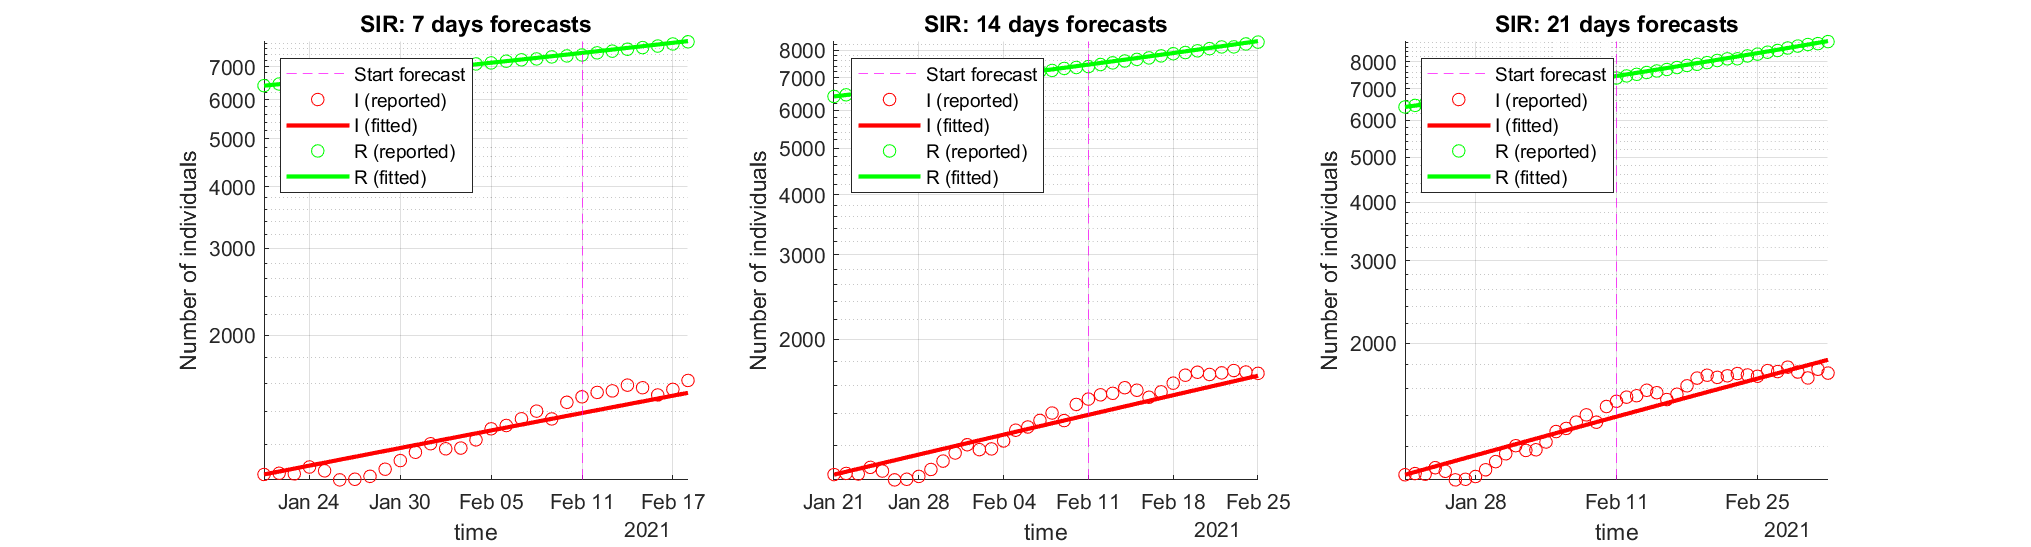 SIR: 7 days forecasts
7000
6000
5000
4000
3000
2000
Number of individuals
Start forecast
I (reported)
I (fitted)
R (reported)
R (fitted)
Jan 24
Jan 30
Feb 05
Feb 11
Feb 17
time
2021
SIR: 14 days forecasts
8000
7000
6000
5000
4000
3000
2000
Number of individuals
Start forecast
I (reported)
I (fitted)
R (reported)
R (fitted)
Jan 21
Jan 28
Feb 04
Feb 11
Feb 18
Feb 25
time
2021
SIR: 21 days forecasts
8000
7000
6000
5000
4000
3000
2000
Number of individuals
Start forecast
I (reported)
I (fitted)
R (reported)
R (fitted)
Jan 28
Feb 11
Feb 25
time
2021